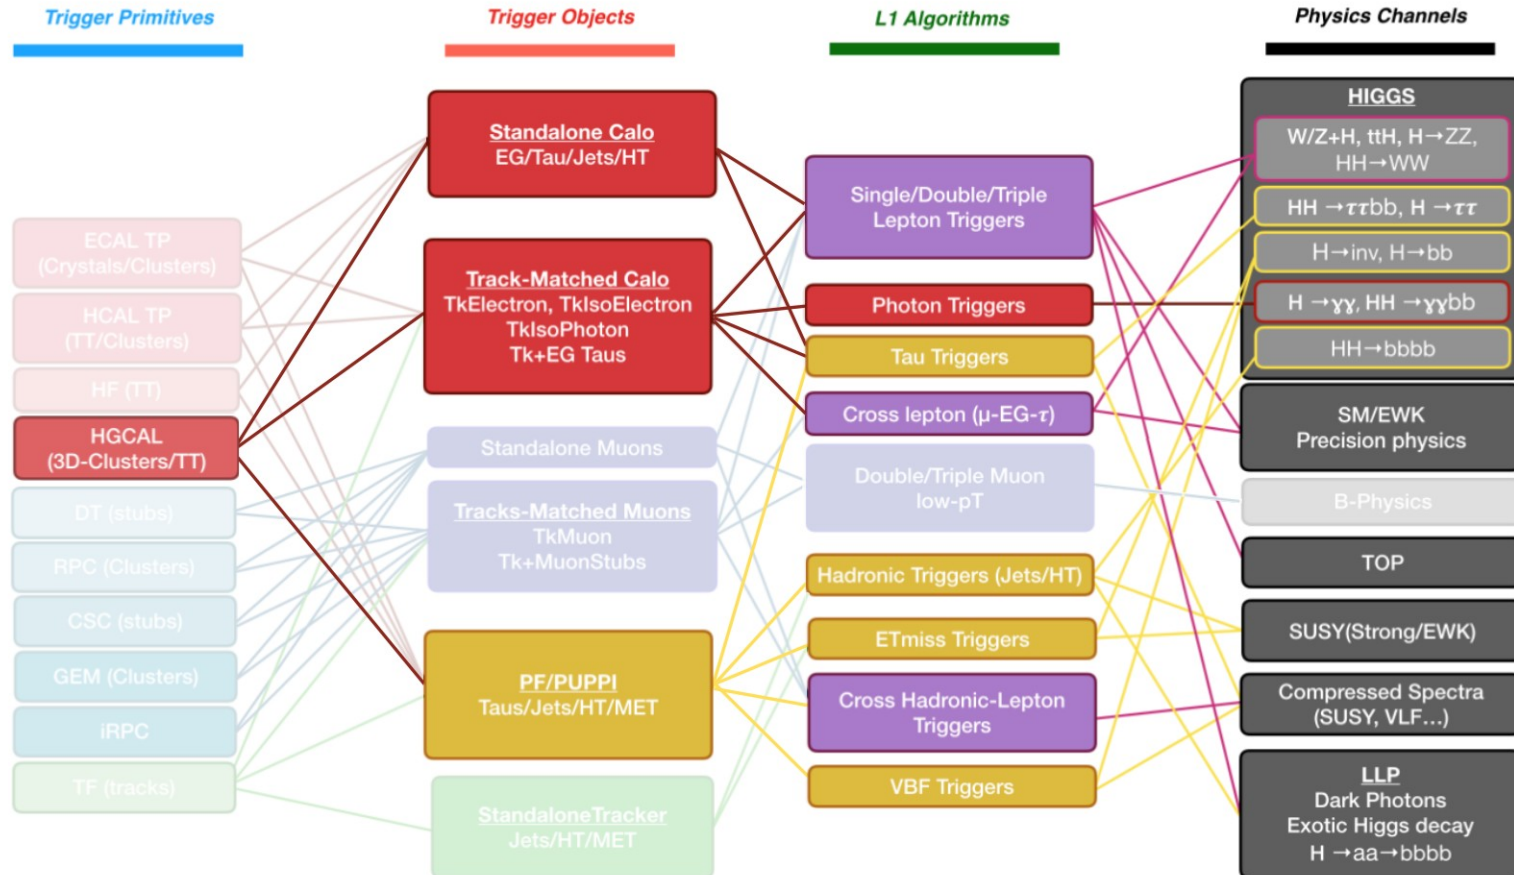 Trigger Primitives
Trigger Objects
L1 Algorithms
Physics Channels
ECAL TP
(Crystals/Clusters)
HCAL TP
(TT/Clusters)
HF (TT)
HGCAL
(3D-Clusters/TT)
DT (stubs)
RPC (Clusters)
CSC (stubs)
GEM (Clusters)
iRPC
TF (tracks)
Standalone Calo
EG/Tau/Jets/HT
Track-Matched Calo
TkElectron, TkIsoElectron
TkIsoPhoton
Tk+EG Taus
Standalone Muons
Tracks-Matched Muons
TkMuon
Tk+MuonStubs
PF/PUPPI
Taus/Jets/HT/MET
StandaloneTracker
Jets/HT/MET
Single/Double/Triple
Lepton Triggers
Photon Triggers
Tau Triggers
Cross lepton (μ-EG-τ)
Double/Triple Muon
low-pT
Hadronic Triggers (Jets/HT)
ETmiss Triggers
Cross Hadronic-Lepton
Triggers
VBF Triggers
HIGGS
W/Z+H, ttH, H→ZZ,
HH→WW
HH →ττbb, H →ττ
H→inv, H→bb
H →ɣɣ, HH →ɣɣbb
HH→bbbb
SM/EWK
Precision physics
B-Physics
TOP
SUSY(Strong/EWK)
Compressed Spectra
(SUSY, VLF...)
LLP
Dark Photons
Exotic Higgs decay
H →aa→bbbb